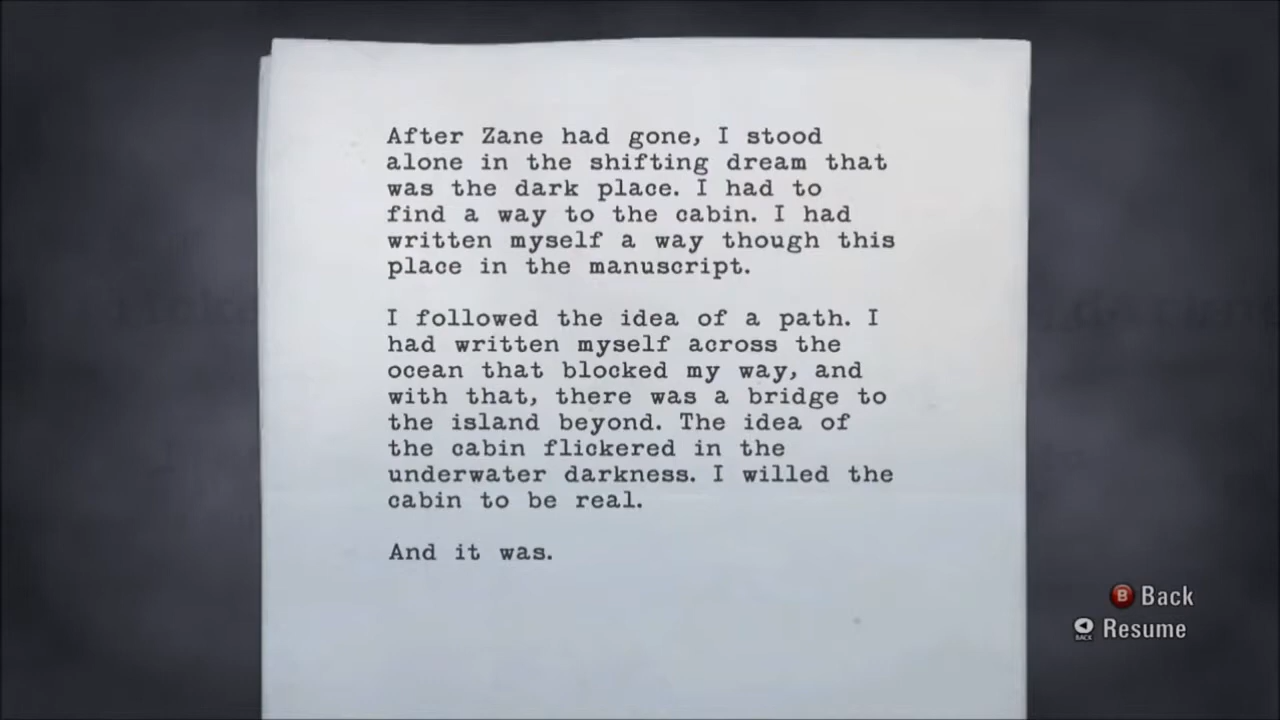 After Zane had gone, I stood
alone in the shifting dream that
was the dark place. I had to
find a way to the cabin. I had
written myself a way though this
place in the manuscript.
I followed the idea of a path. I
had written myself across the
ocean that blocked my way, and
with that, there was a bridge to
the island beyond. The idea of
the cabin flickered in the
underwater darkness. I willed the
cabin to be real.
And it was.
B Back
BACK Resume